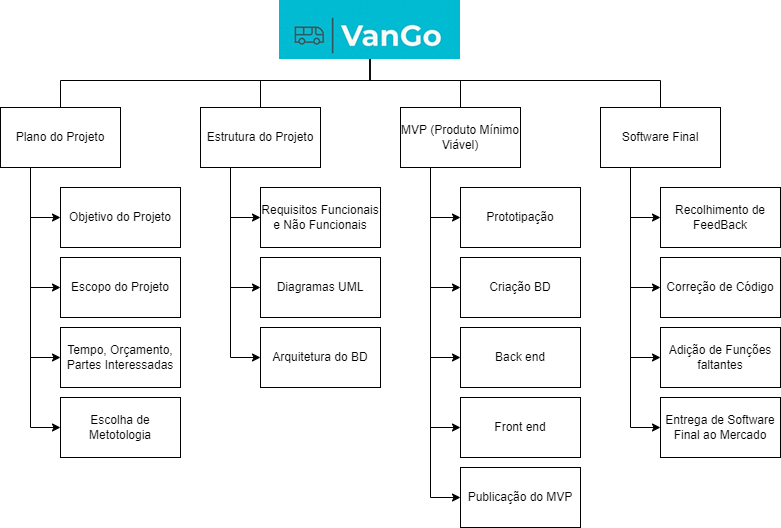 VanGo
Plano do Projeto
Estrutura do Projeto
MVP (Produto Mínimo
Viável)
Software Final
Objetivo do Projeto
Escopo do Projeto
Tempo, Orçamento,
Partes Interessadas
Escolha de
Metotologia
Requisitos Funcionais
e Não Funcionais
Diagramas UML
Arquitetura do BD
Prototipação
Criação BD
Back end
Front end
Publicação do MVP
Recolhimento de
FeedBack
Correção de Código
Adição de Funções
faltantes
Entrega de Software
Final ao Mercado